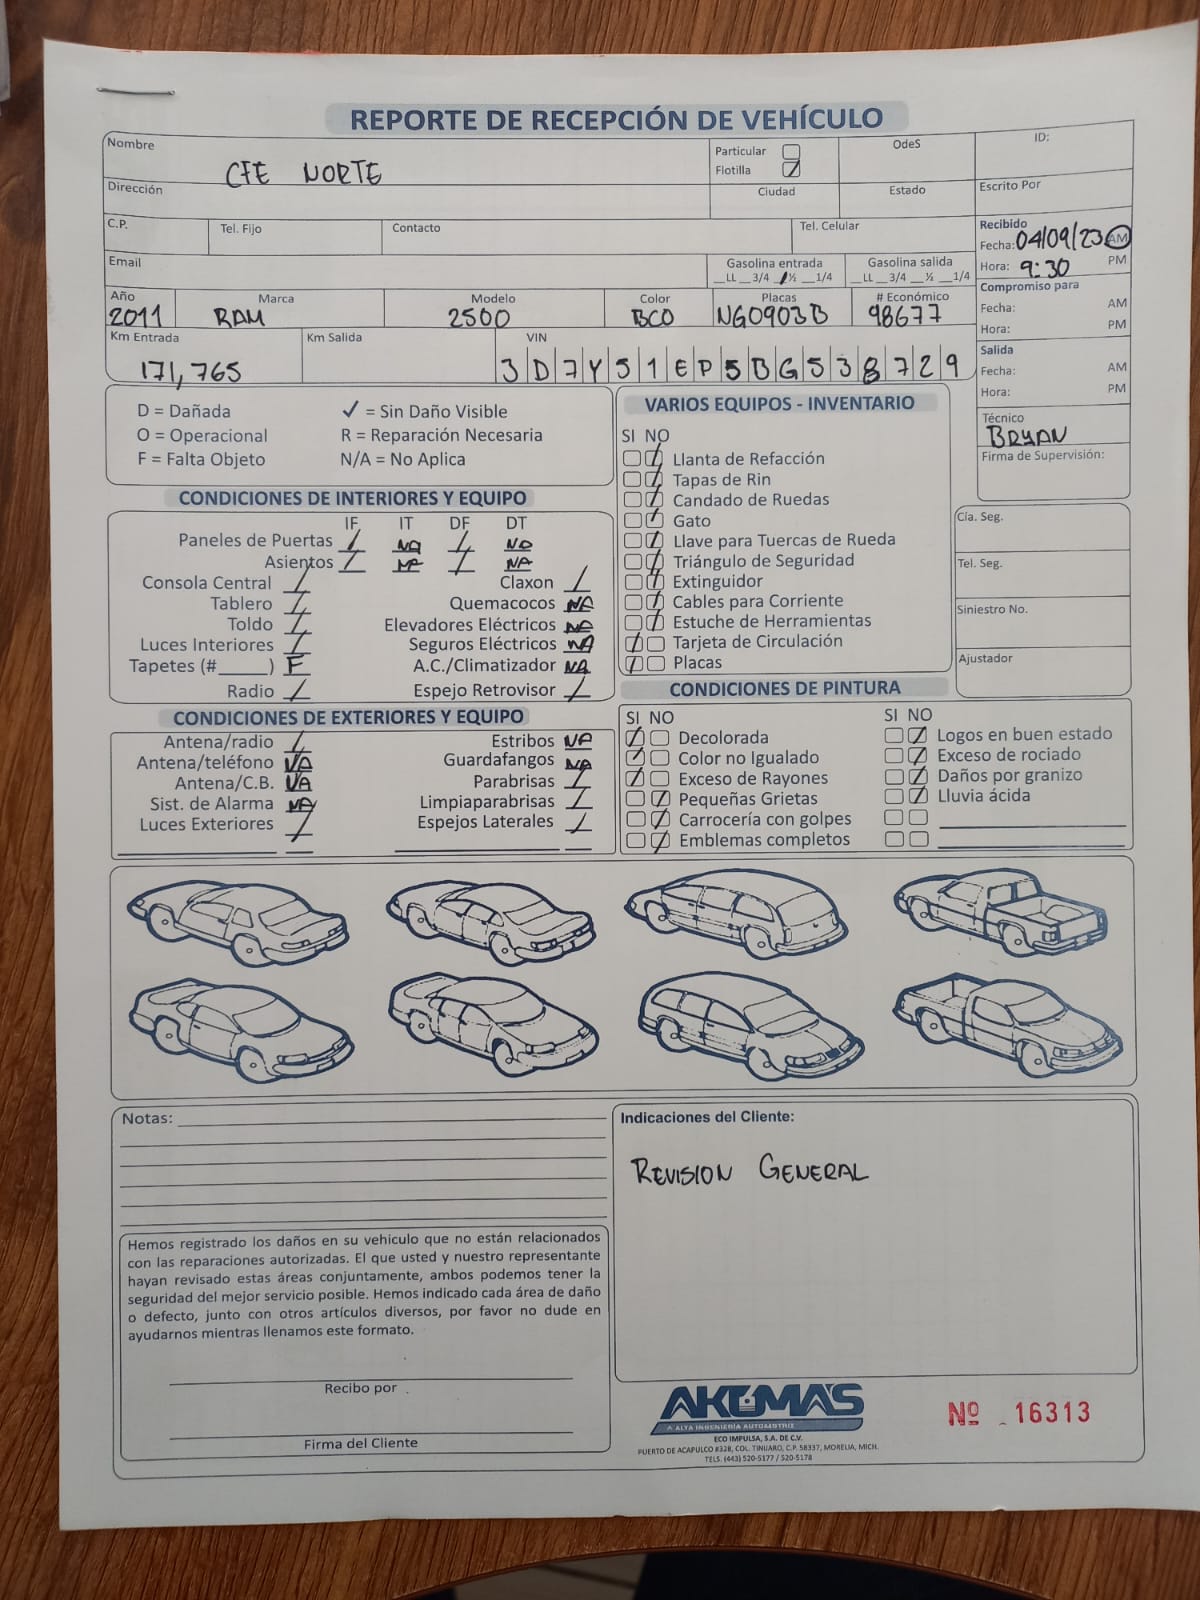 REPORTE DE RECEPCIÓN DE VEHÍCULO
Nombre
CFE NORTE
Particular
Flotilla
OdeS
ID:
Dirección
Ciudad
Estado
Escrito Por
C.P.
Tel. Fijo
Contacto
Tel. Celular
Recibido
Fecha: 04/09/23 AM
Hora: 9:30 PM
Email
Gasolina entrada
__LL __3/4 __½ __1/4
Gasolina salida
__LL __3/4 __½ __1/4
Compromiso para
Fecha: AM
Hora: PM
Año
2011
Marca
RAM
Modelo
2500
Color
BCO
Placas
NG0903B
# Económico
98677
Km Entrada
171,765
Km Salida
VIN
3 D 7 Y 5 1 E P 5 B G 5 3 8 7 2 9
Salida
Fecha: AM
Hora: PM
Técnico
BRYAN
Firma de Supervisión:
D = Dañada
✓ = Sin Daño Visible
O = Operacional
R = Reparación Necesaria
F = Falta Objeto
N/A = No Aplica
CONDICIONES DE INTERIORES Y EQUIPO
IF IT DF DT
Paneles de Puertas / NA / NA
Asientos / NA / NA
Consola Central /
Claxon /
Tablero /
Quemacocos NA
Toldo /
Elevadores Eléctricos NA
Luces Interiores /
Seguros Eléctricos NA
Tapetes (#_____) F
A.C./Climatizador NA
Radio /
Espejo Retrovisor /
CONDICIONES DE EXTERIORES Y EQUIPO
Antena/radio /
Estribos NA
Antena/teléfono NA
Guardafangos NA
Antena/C.B. NA
Parabrisas /
Sist. de Alarma NA
Limpiaparabrisas /
Luces Exteriores /
Espejos Laterales /
VARIOS EQUIPOS - INVENTARIO
SI NO
Llanta de Refacción
Tapas de Rin
Candado de Ruedas
Gato
Llave para Tuercas de Rueda
Triángulo de Seguridad
Extinguidor
Cables para Corriente
Estuche de Herramientas
Tarjeta de Circulación
Placas
Cía. Seg.
Tel. Seg.
Siniestro No.
Ajustador
CONDICIONES DE PINTURA
SI NO
Decolorada
Color no Igualado
Exceso de Rayones
Pequeñas Grietas
Carrocería con golpes
Emblemas completos
SI NO
Logos en buen estado
Exceso de rociado
Daños por granizo
Lluvia ácida
Notas:
Indicaciones del Cliente:
REVISION GENERAL
Hemos registrado los daños en su vehiculo que no están relacionados
con las reparaciones autorizadas. El que usted y nuestro representante
hayan revisado estas áreas conjuntamente, ambos podemos tener la
seguridad del mejor servicio posible. Hemos indicado cada área de daño
o defecto, junto con otros artículos diversos, por favor no dude en
ayudarnos mientras llenamos este formato.
Recibo por
Firma del Cliente
AKOMA'S
ALTA INGENIERÍA AUTOMOTRIZ
ECO IMPULSA, S.A. DE C.V.
PUERTO DE ACAPULCO #328, COL. TINIJARO, C.P. 58337, MORELIA, MICH.
TELS. (443) 520-5177 / 520-5178
Nº 16313